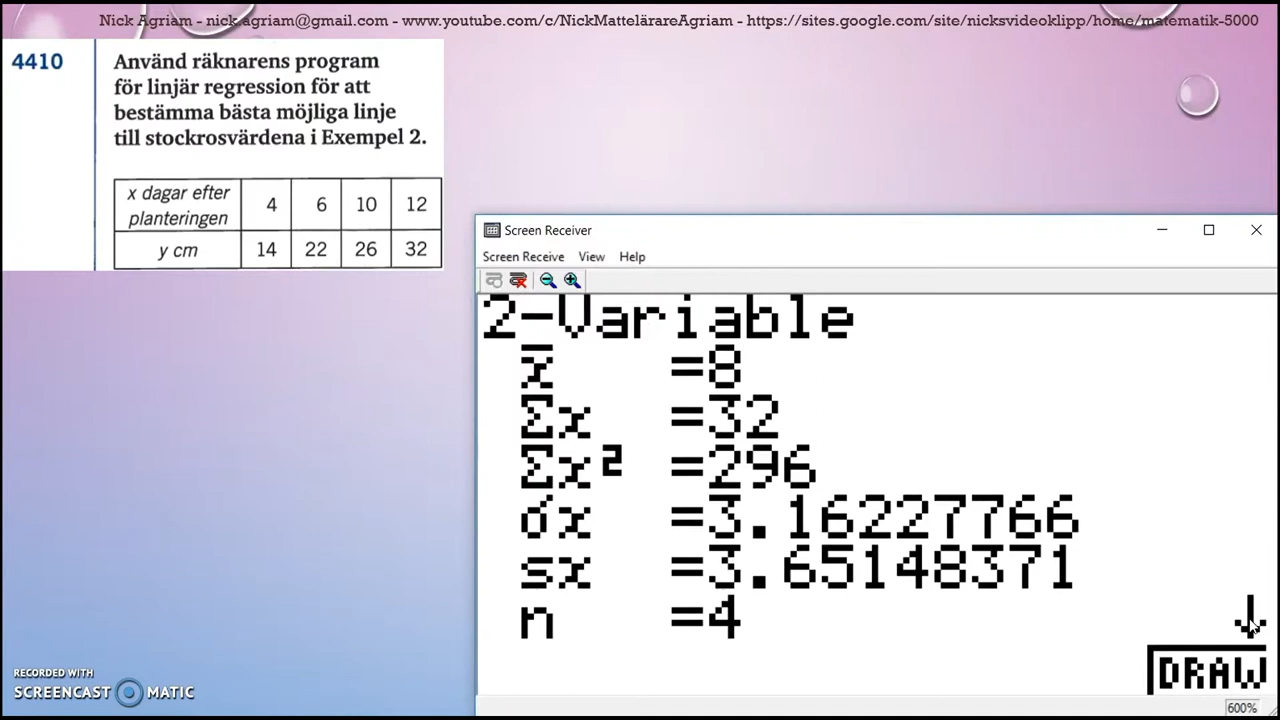 Nick Agriam - nick.agriam@gmail.com - www.youtube.com/c/NickMattelärareAgriam - https://sites.google.com/site/nicksvideoklipp/home/matematik-5000
4410
Använd räknarens program
för linjär regression för att
bestämma bästa möjliga linje
till stockrosvärdena i Exempel 2.
x dagar efter
planteringen 4 6 10 12
y cm 14 22 26 32
Screen Receiver
Screen Receive View Help
2-Variable
x̄ =8
Σx =32
Σx² =296
σx =3.16227766
sx =3.65148371
n =4
DRAW
600%
RECORDED WITH
SCREENCAST MATIC